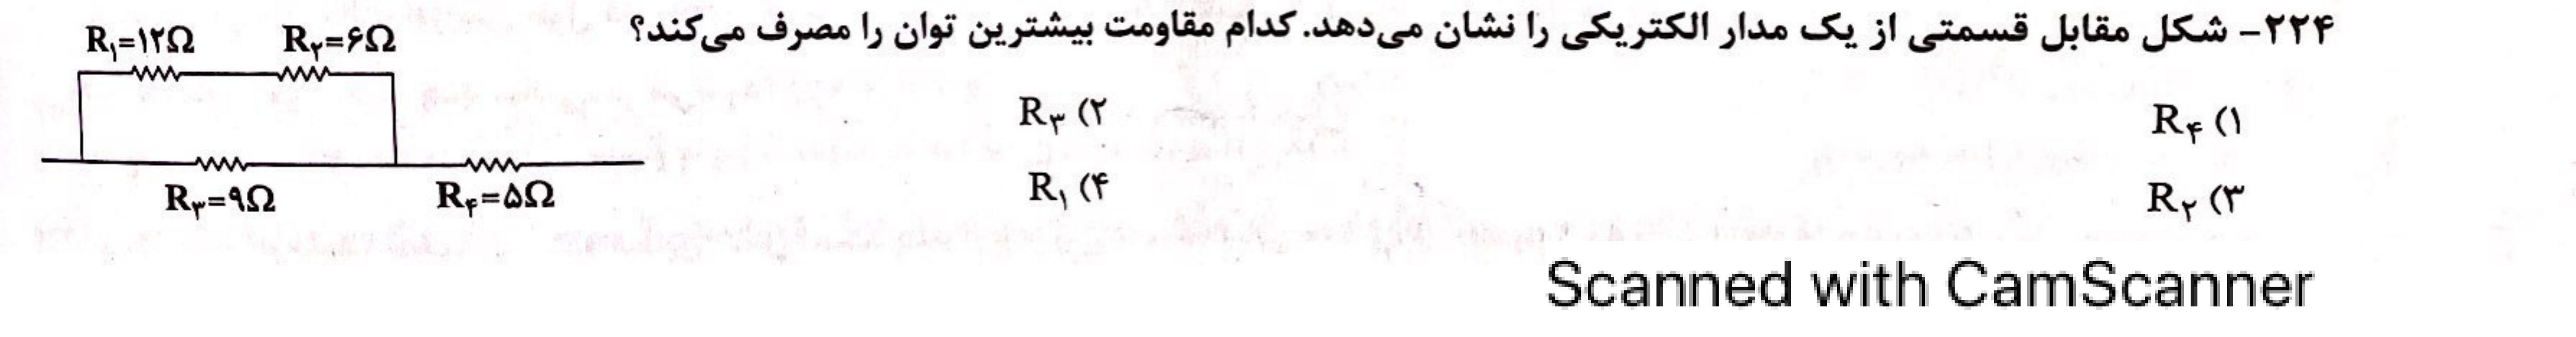 ۲۲۴- شکل مقابل قسمتی از یک مدار الکتریکی را نشان می‌دهد. کدام مقاومت بیشترین توان را مصرف می‌کند؟
R₁=۱۲Ω R₂=۶Ω
R₃=۹Ω R₄=۵Ω
۱) R₄
۲) R₃
۳) R₂
۴) R₁
Scanned with CamScanner